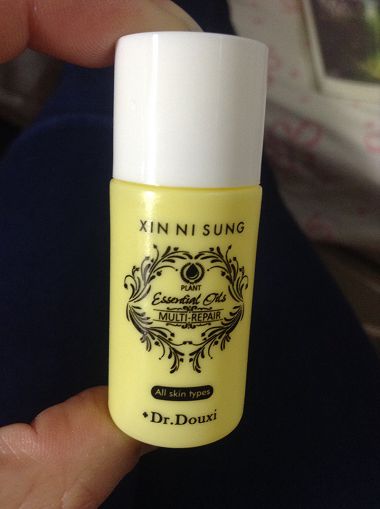 XIN NI SUNG
PLANT
Essential Oils
MULTI-REPAIR
All skin types
+Dr.Douxi